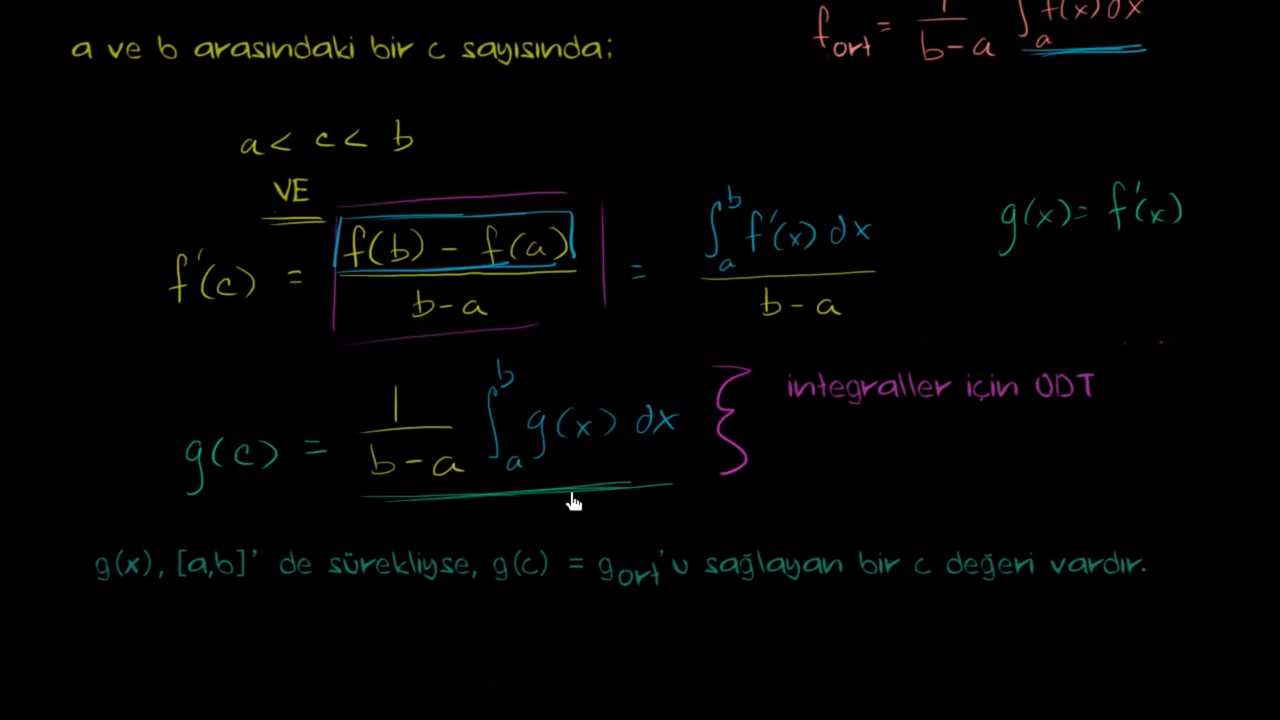 a ve b arasındaki bir c sayısında;
f_ort = 1/(b-a) ∫_a f(x) dx
a < c < b
VE
f'(c) = (f(b) - f(a))/(b-a) = (∫_a^b f'(x) dx)/(b-a)
g(x) = f'(x)
g(c) = 1/(b-a) ∫_a^b g(x) dx } integraller için ODT
g(x), [a,b]' de sürekliyse, g(c) = g_ort'u sağlayan bir c değeri vardır.